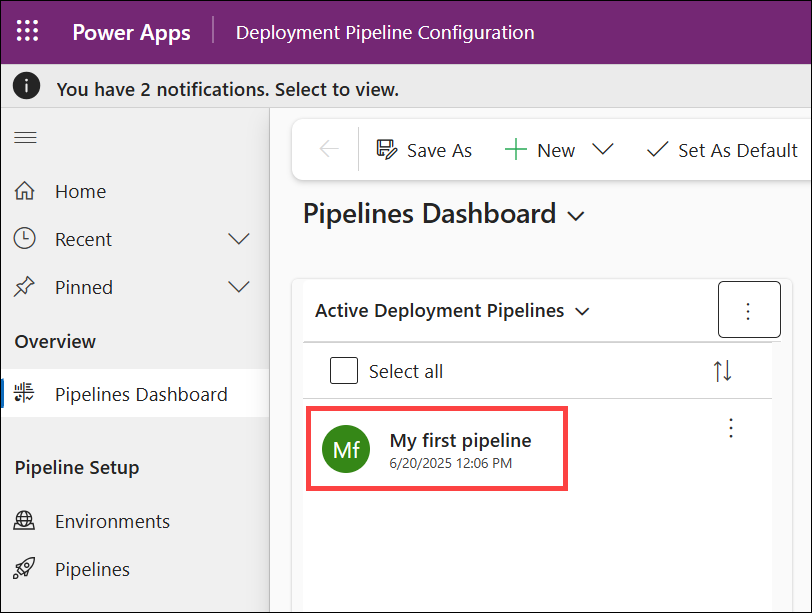 Power Apps Deployment Pipeline Configuration
You have 2 notifications. Select to view.
Save As New Set As Default
Home
Recent
Pinned
Overview
Pipelines Dashboard
Pipeline Setup
Environments
Pipelines
Pipelines Dashboard
Active Deployment Pipelines
Select all
Mf
My first pipeline
6/20/2025 12:06 PM